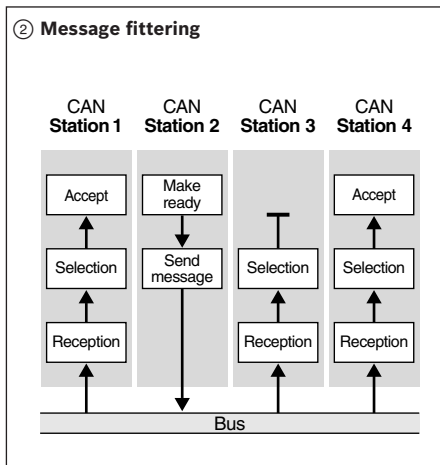 ② Message fittering
CAN
Station 1
CAN
Station 2
CAN
Station 3
CAN
Station 4
Accept
Make
ready
Accept
Selection
Send
message
Selection
Selection
Reception
Reception
Reception
Bus